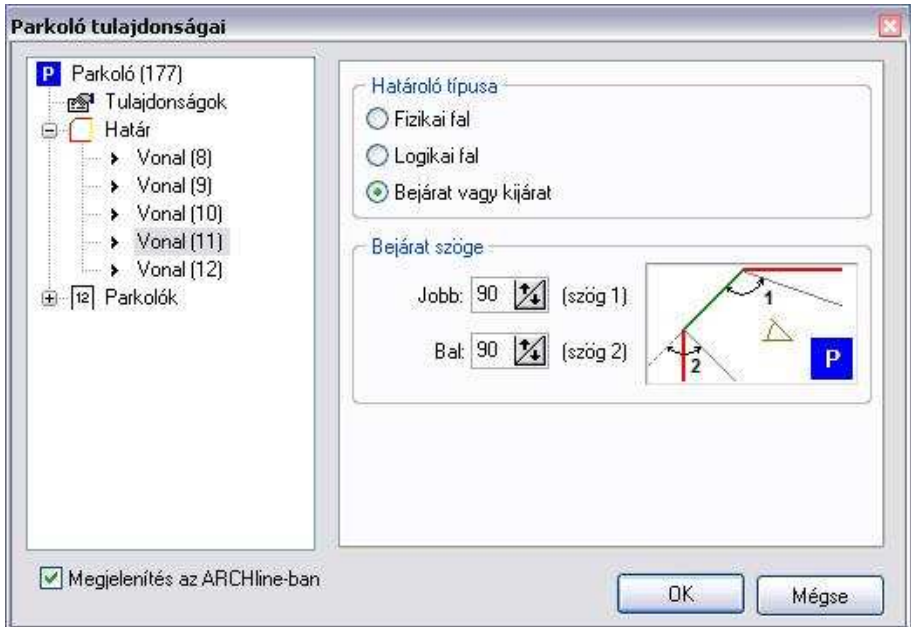 Parkoló tulajdonságai
P Parkoló (177)
Tulajdonságok
Határ
Vonal (8)
Vonal (9)
Vonal (10)
Vonal (11)
Vonal (12)
12 Parkolók
Határoló típusa
Fizikai fal
Logikai fal
Bejárat vagy kijárat
Bejárat szöge
Jobb: 90 (szög 1)
Bal: 90 (szög 2)
1
2
P
Megjelenítés az ARCHline-ban
OK
Mégse